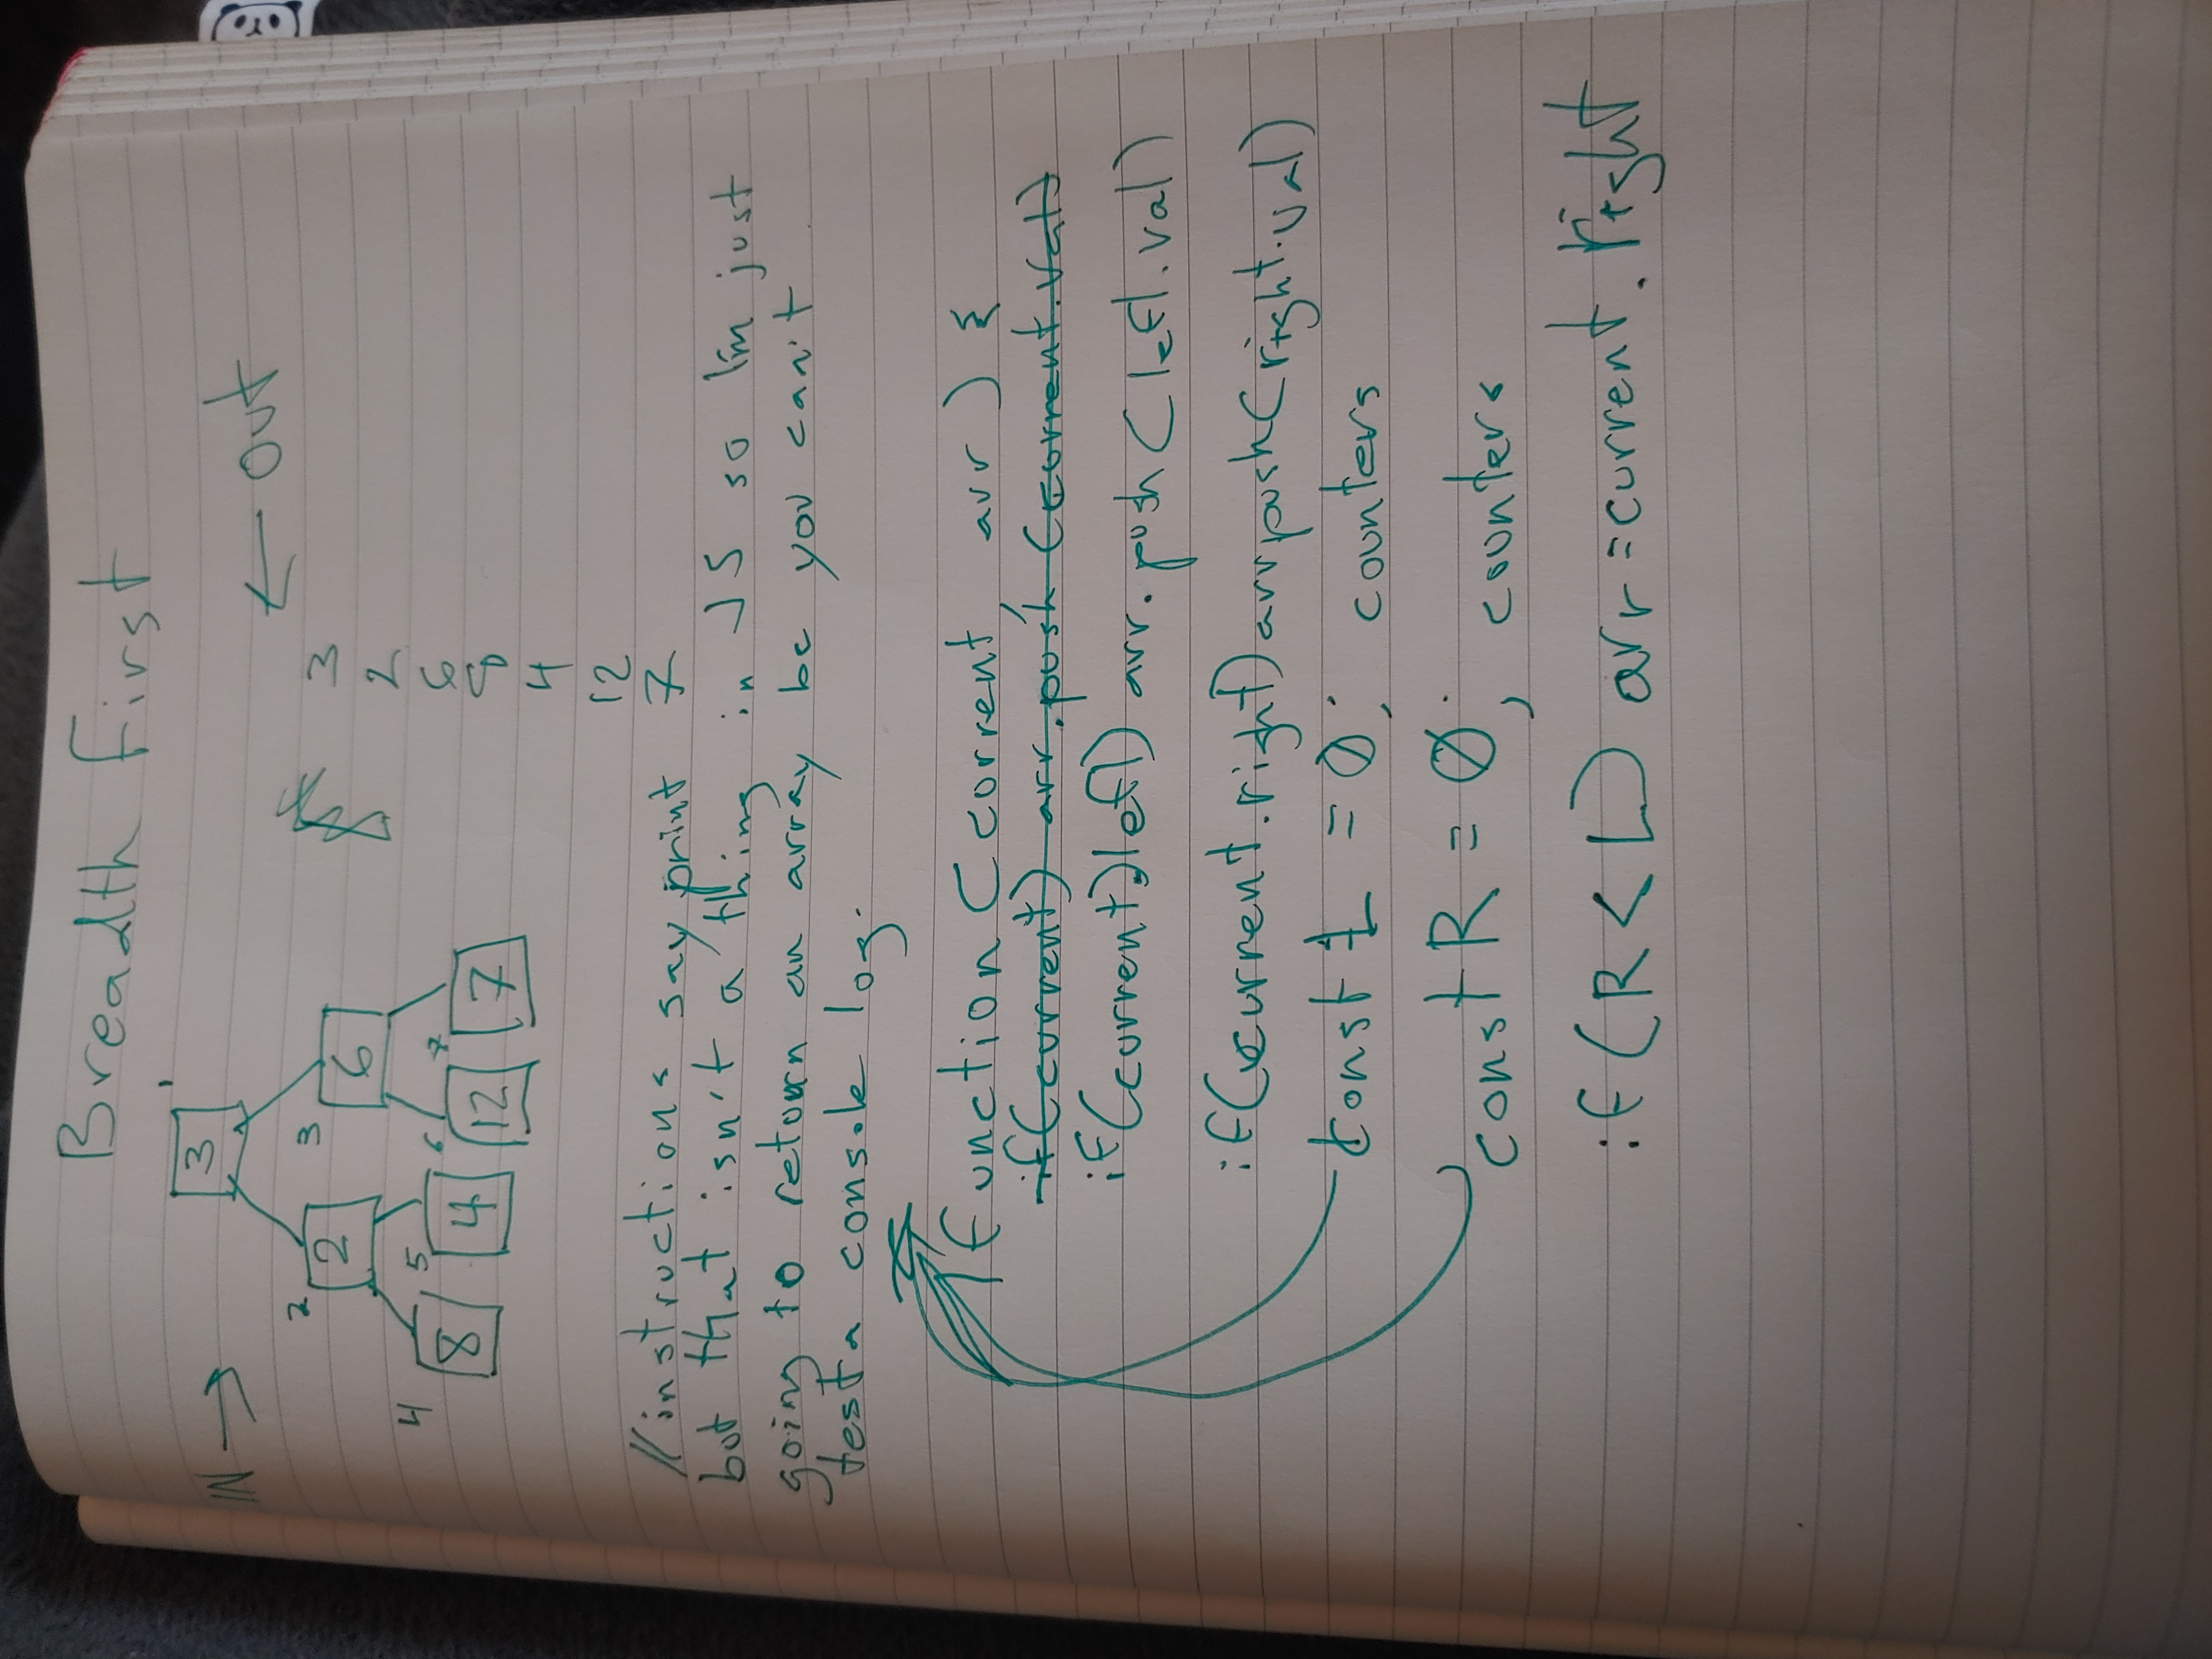 Breadth First
IN →
1
3
← Out
2
2
3
6
4
8
5
4
6
12
7
7
3
2
6
8
4
12
7
//instructions say print
but that isn't a thing in JS so I'm just
going to return an array bc you can't
test a console log.
function (current, arr) {
if(current) arr.push (current.val)
if(current.left) arr.push(left.val)
if(current.right) arr.push(right.val)
const L = 0; counters
const R = 0; counters
if(R < L) arr = current.right